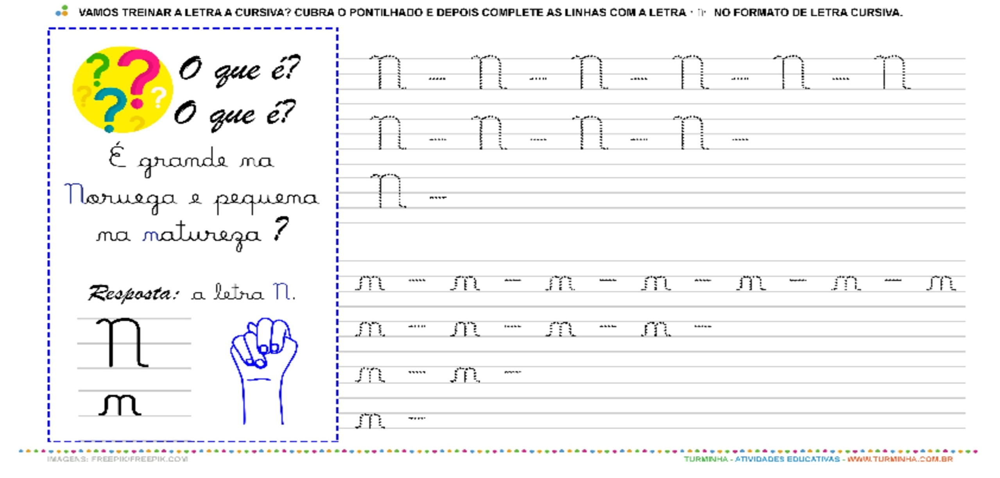 VAMOS TREINAR A LETRA A CURSIVA? CUBRA O PONTILHADO E DEPOIS COMPLETE AS LINHAS COM A LETRA " n" NO FORMATO DE LETRA CURSIVA.
O que é?
O que é?
É grande na
Noruega e pequena
na natureza ?
Resposta: a letra N.
N
n
N - N - N - N - N - N
N - N - N - N -
N -
n - n - n - n - n - n - n
n - n - n - n -
n - n -
n -
IMAGENS: FREEPIK/FREEPIK.COM
TURMINHA - ATIVIDADES EDUCATIVAS - WWW.TURMINHA.COM.BR